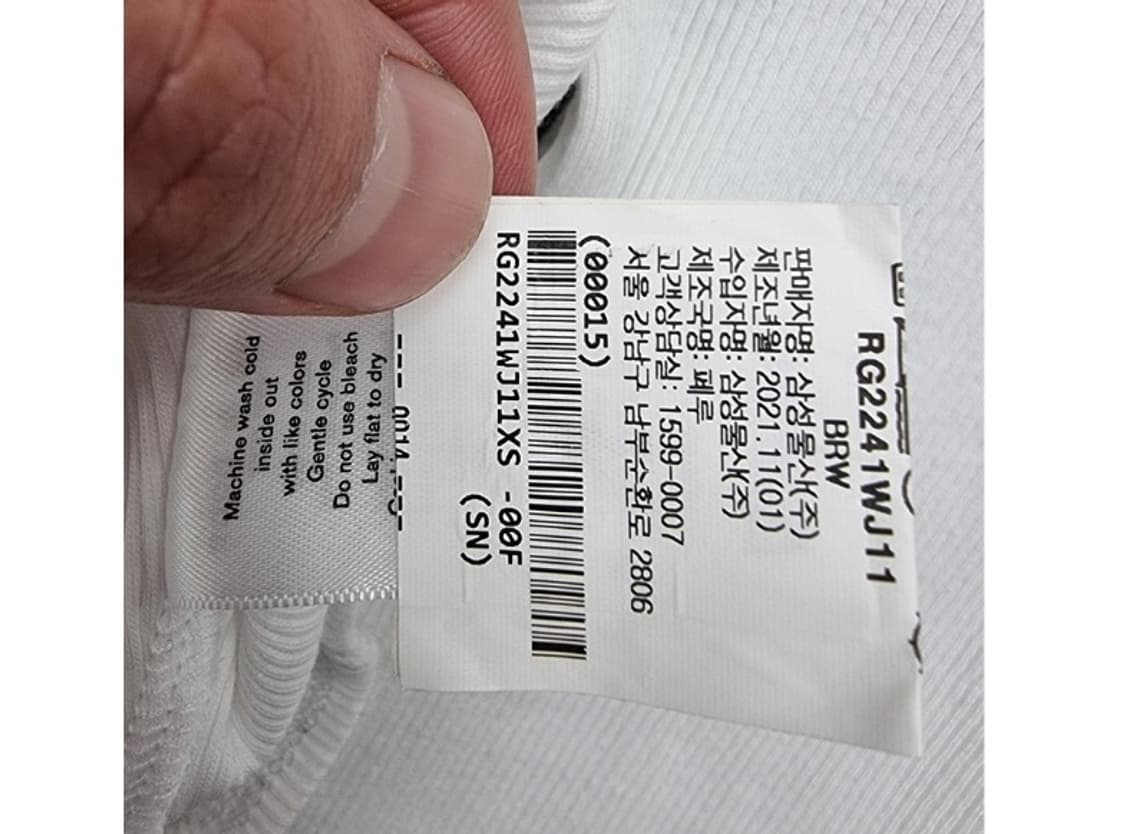 RG2241WJ11
BRW
판매자명: 삼성물산(주)
제조년월: 2021.11(01)
수입자명: 삼성물산(주)
제조국명: 페루
고객상담실: 1599-0007
서울 강남구 남부순환로 2806
(00015)
RG2241WJ11XS -00F
(SN)
Machine wash cold
inside out
with like colors
Gentle cycle
Do not use bleach
Lay flat to dry